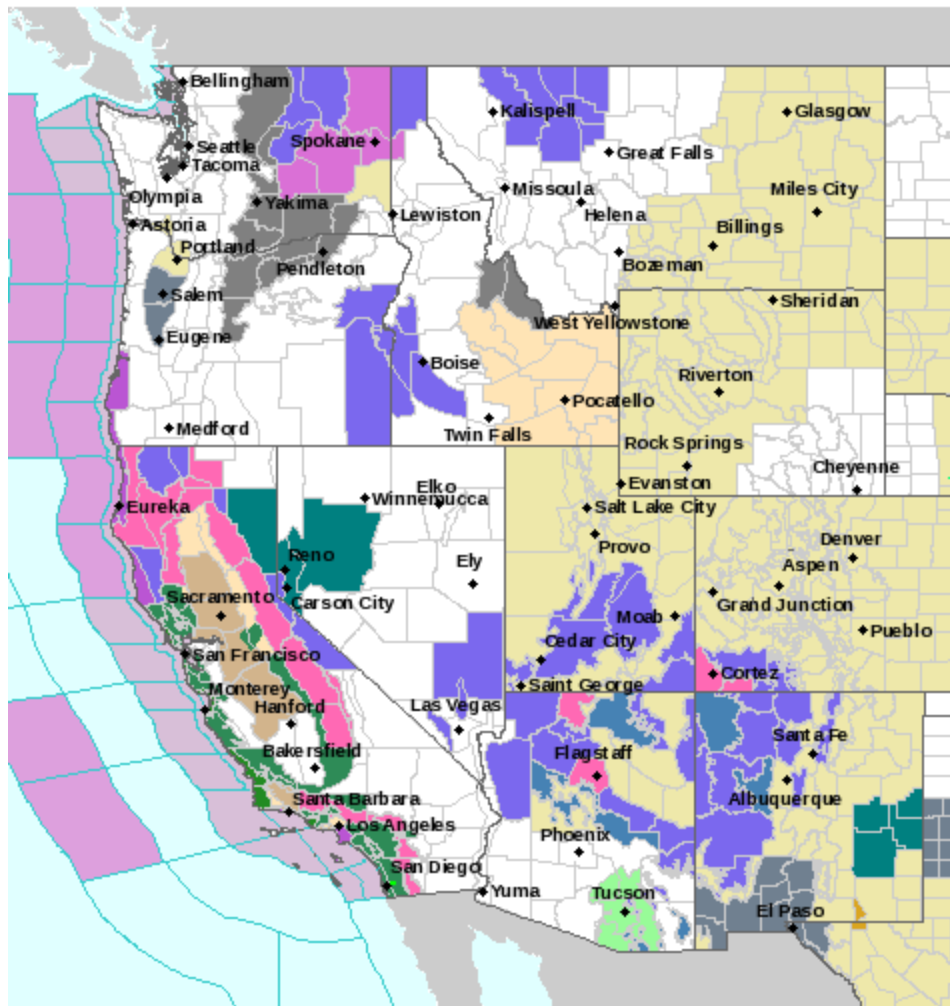 Bellingham
Kalispell
Glasgow
Seattle
Spokane
Great Falls
Tacoma
Missoula
Miles City
Olympia
Yakima
Helena
Lewiston
Astoria
Billings
Portland
Pendleton
Bozeman
Salem
Sheridan
West Yellowstone
Eugene
Boise
Riverton
Pocatello
Medford
Twin Falls
Rock Springs
Cheyenne
Evanston
Elko
Winnemucca
Eureka
Salt Lake City
Denver
Provo
Reno
Ely
Aspen
Sacramento
Carson City
Moab
Grand Junction
Pueblo
Cedar City
San Francisco
Cortez
Saint George
Monterey
Hanford
Las Vegas
Santa Fe
Bakersfield
Flagstaff
Santa Barbara
Albuquerque
Los Angeles
Phoenix
San Diego
Yuma
Tucson
El Paso